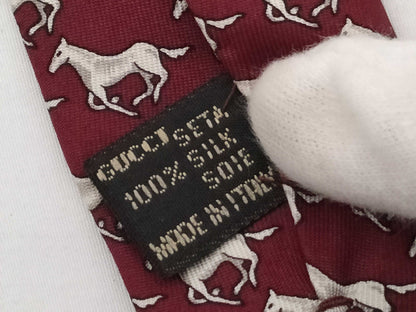 GUCCI SETA
100% SILK
SOIE
MADE IN ITALY